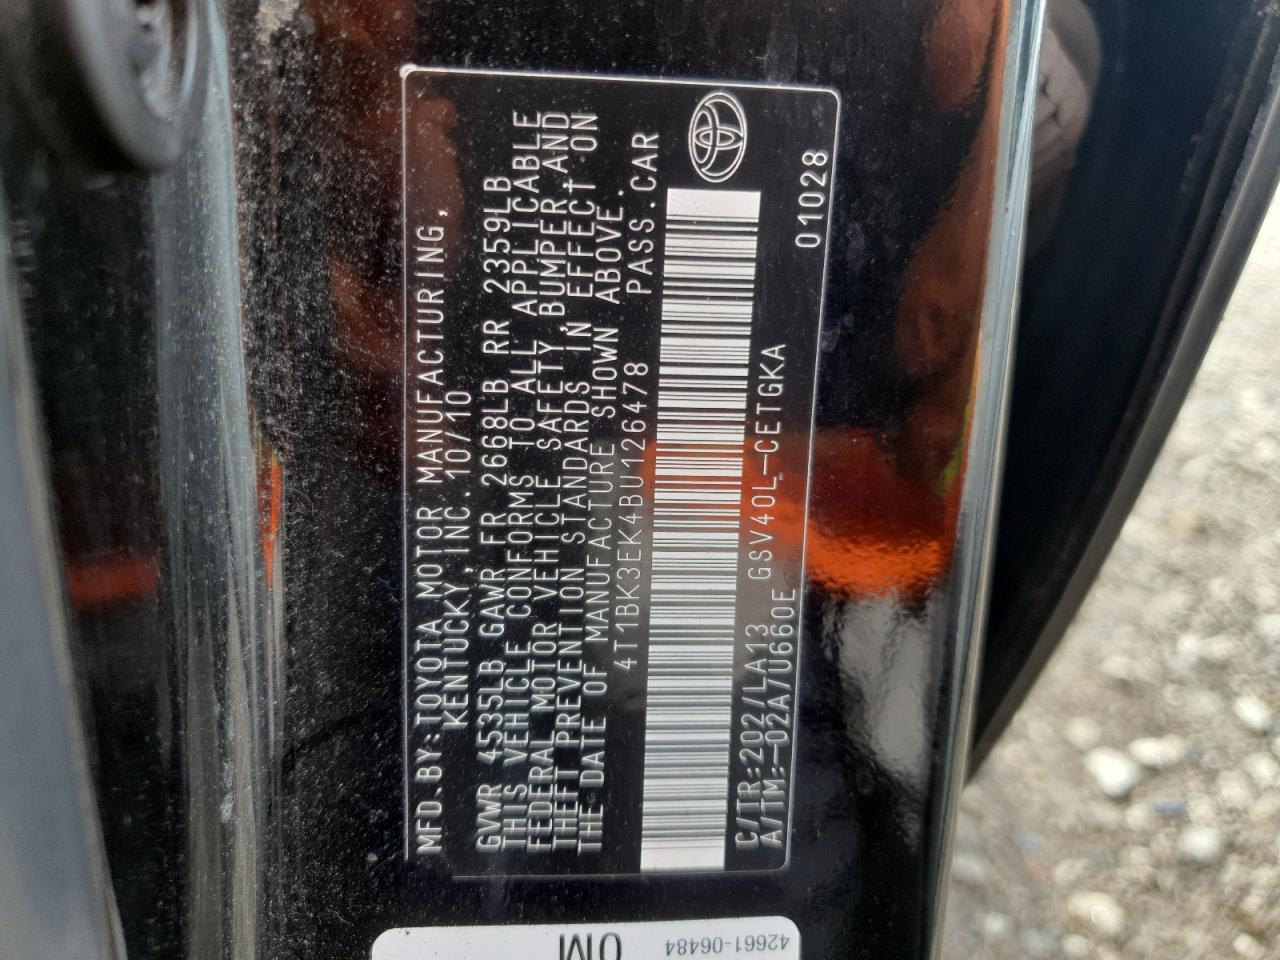 MFD.BY:TOYOTA MOTOR MANUFACTURING,
KENTUCKY,INC.10/10
GVWR 4535LB GAWR FR 2668LB RR 2359LB
THIS VEHICLE CONFORMS TO ALL APPLICABLE
FEDERAL MOTOR VEHICLE SAFETY,BUMPER,AND
THEFT PREVENTION STANDARDS IN EFFECT ON
THE DATE OF MANUFACTURE SHOWN ABOVE.
4T1BK3EK4BU126478 PASS.CAR
C/TR:202/LA13 GSV40L-CETGKA
A/TM:-02A/U660E 01028
42661-06484